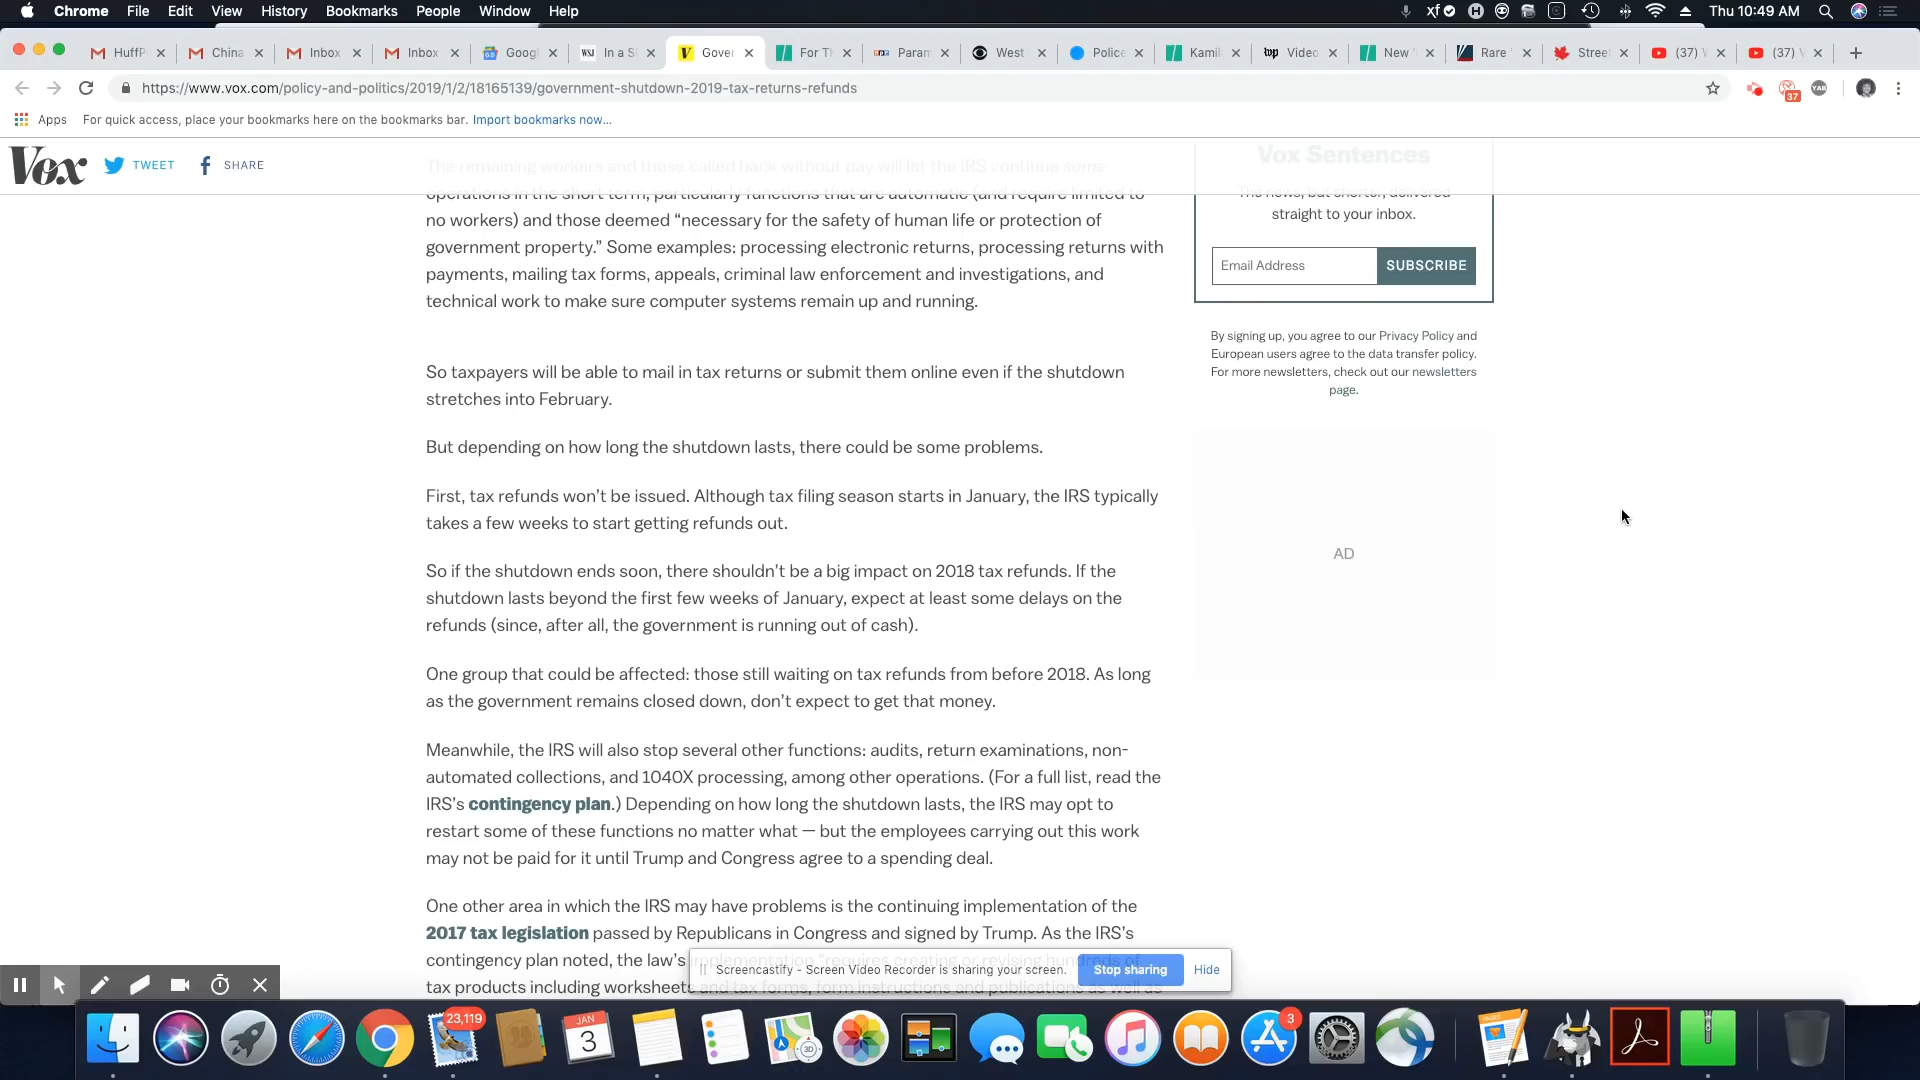 Chrome File Edit View History Bookmarks People Window Help
xf
Thu 10:49 AM
HuffP
China
Inbox
Inbox
Googl
WSJ In a S
Gover
For Th
Param
West
Police
Kamil
wp Video
New
Rare
Street
(37)
(37)
https://www.vox.com/policy-and-politics/2019/1/2/18165139/government-shutdown-2019-tax-returns-refunds
37
YAB
Apps
For quick access, place your bookmarks here on the bookmarks bar. Import bookmarks now...
Vox
TWEET
SHARE
The remaining workers and those called back without pay will let the IRS continue some
operations in the short term, particularly functions that are automatic (and require limited to
no workers) and those deemed “necessary for the safety of human life or protection of
government property.” Some examples: processing electronic returns, processing returns with
payments, mailing tax forms, appeals, criminal law enforcement and investigations, and
technical work to make sure computer systems remain up and running.
So taxpayers will be able to mail in tax returns or submit them online even if the shutdown
stretches into February.
But depending on how long the shutdown lasts, there could be some problems.
First, tax refunds won’t be issued. Although tax filing season starts in January, the IRS typically
takes a few weeks to start getting refunds out.
So if the shutdown ends soon, there shouldn’t be a big impact on 2018 tax refunds. If the
shutdown lasts beyond the first few weeks of January, expect at least some delays on the
refunds (since, after all, the government is running out of cash).
One group that could be affected: those still waiting on tax refunds from before 2018. As long
as the government remains closed down, don’t expect to get that money.
Meanwhile, the IRS will also stop several other functions: audits, return examinations, non-
automated collections, and 1040X processing, among other operations. (For a full list, read the
IRS’s contingency plan.) Depending on how long the shutdown lasts, the IRS may opt to
restart some of these functions no matter what — but the employees carrying out this work
may not be paid for it until Trump and Congress agree to a spending deal.
One other area in which the IRS may have problems is the continuing implementation of the
2017 tax legislation passed by Republicans in Congress and signed by Trump. As the IRS’s
contingency plan noted, the law’s implementation “requires creating or revising hundreds of
tax products including worksheets and tax forms, form instructions and publications as well as
Vox Sentences
The news, but shorter, delivered
straight to your inbox.
Email Address
SUBSCRIBE
By signing up, you agree to our Privacy Policy and
European users agree to the data transfer policy.
For more newsletters, check out our newsletters
page.
AD
Screencastify - Screen Video Recorder is sharing your screen.
Stop sharing
Hide
23,119
JAN
3
3D
3
PAGES